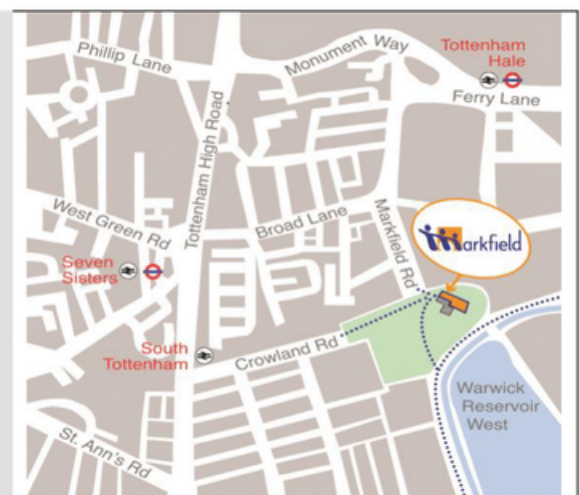 Phillip Lane
Monument Way
Tottenham
Hale
Ferry Lane
Tottenham High Road
West Green Rd
Broad Lane
Markfield Rd
Markfield
Seven
Sisters
South
Tottenham
Crowland Rd
Warwick
Reservoir
West
St. Ann's Rd